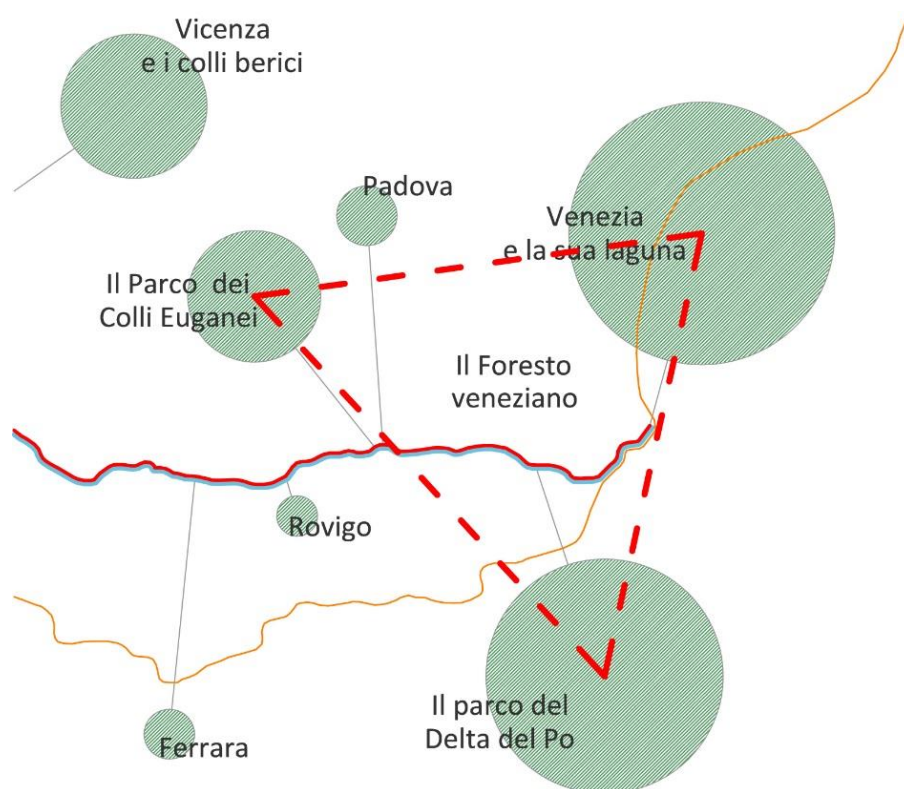 Vicenza
e i colli berici
Padova
Venezia
e la sua laguna
Il Parco dei
Colli Euganei
Il Foresto
veneziano
Rovigo
Il parco del
Delta del Po
Ferrara